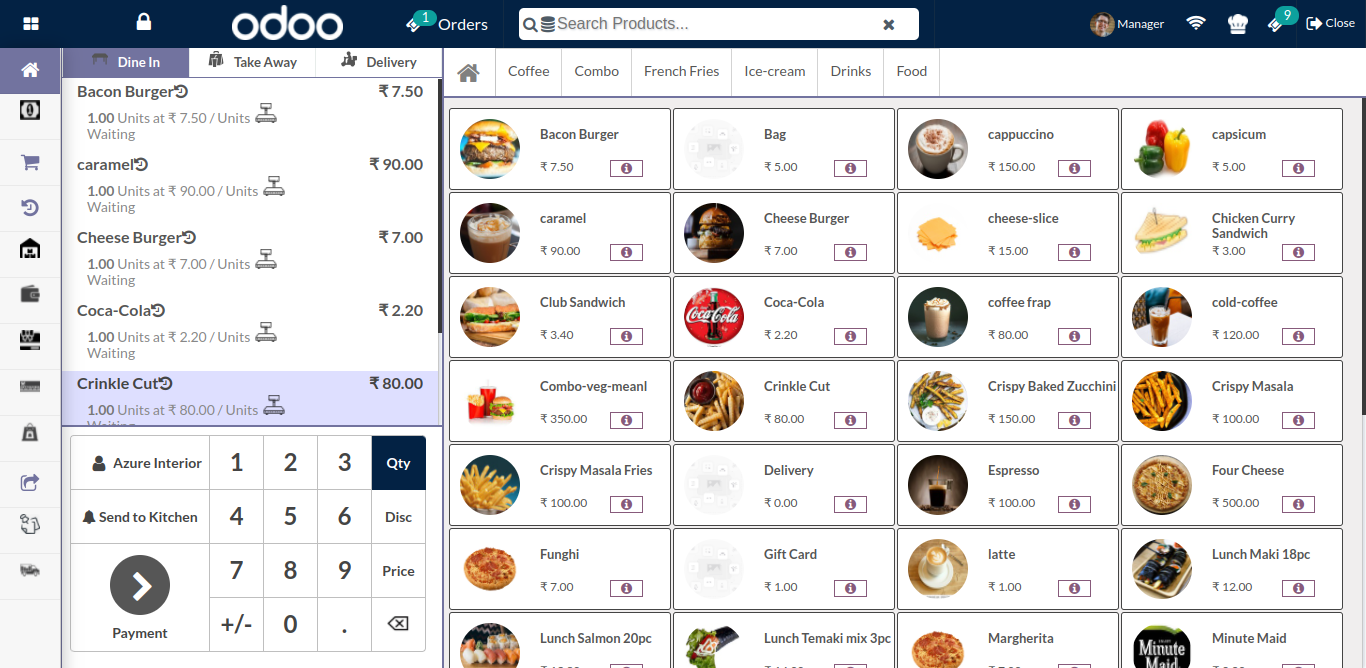 odoo
1
Orders
Search Products...
Manager
9
Close
Dine In
Take Away
Delivery
Bacon Burger ₹ 7.50
1.00 Units at ₹ 7.50 / Units
Waiting
caramel ₹ 90.00
1.00 Units at ₹ 90.00 / Units
Waiting
Cheese Burger ₹ 7.00
1.00 Units at ₹ 7.00 / Units
Waiting
Coca-Cola ₹ 2.20
1.00 Units at ₹ 2.20 / Units
Waiting
Crinkle Cut ₹ 80.00
1.00 Units at ₹ 80.00 / Units
Waiting
Azure Interior 1 2 3 Qty
Send to Kitchen 4 5 6 Disc
7 8 9 Price
Payment
+/- 0 .
Coffee
Combo
French Fries
Ice-cream
Drinks
Food
Bacon Burger
₹ 7.50
Bag
₹ 5.00
cappuccino
₹ 150.00
capsicum
₹ 5.00
caramel
₹ 90.00
Cheese Burger
₹ 7.00
cheese-slice
₹ 15.00
Chicken Curry
Sandwich
₹ 3.00
Club Sandwich
₹ 3.40
Coca-Cola
Coca-Cola
₹ 2.20
coffee frap
₹ 80.00
cold-coffee
₹ 120.00
Combo-veg-meanl
₹ 350.00
Crinkle Cut
₹ 80.00
Crispy Baked Zucchini
₹ 150.00
Crispy Masala
₹ 100.00
Crispy Masala Fries
₹ 100.00
Delivery
₹ 0.00
Espresso
₹ 100.00
Four Cheese
₹ 500.00
Funghi
₹ 7.00
Gift Card
₹ 1.00
latte
₹ 1.00
Lunch Maki 18pc
₹ 12.00
Lunch Salmon 20pc
Lunch Temaki mix 3pc
Margherita
Minute
Maid
Minute Maid